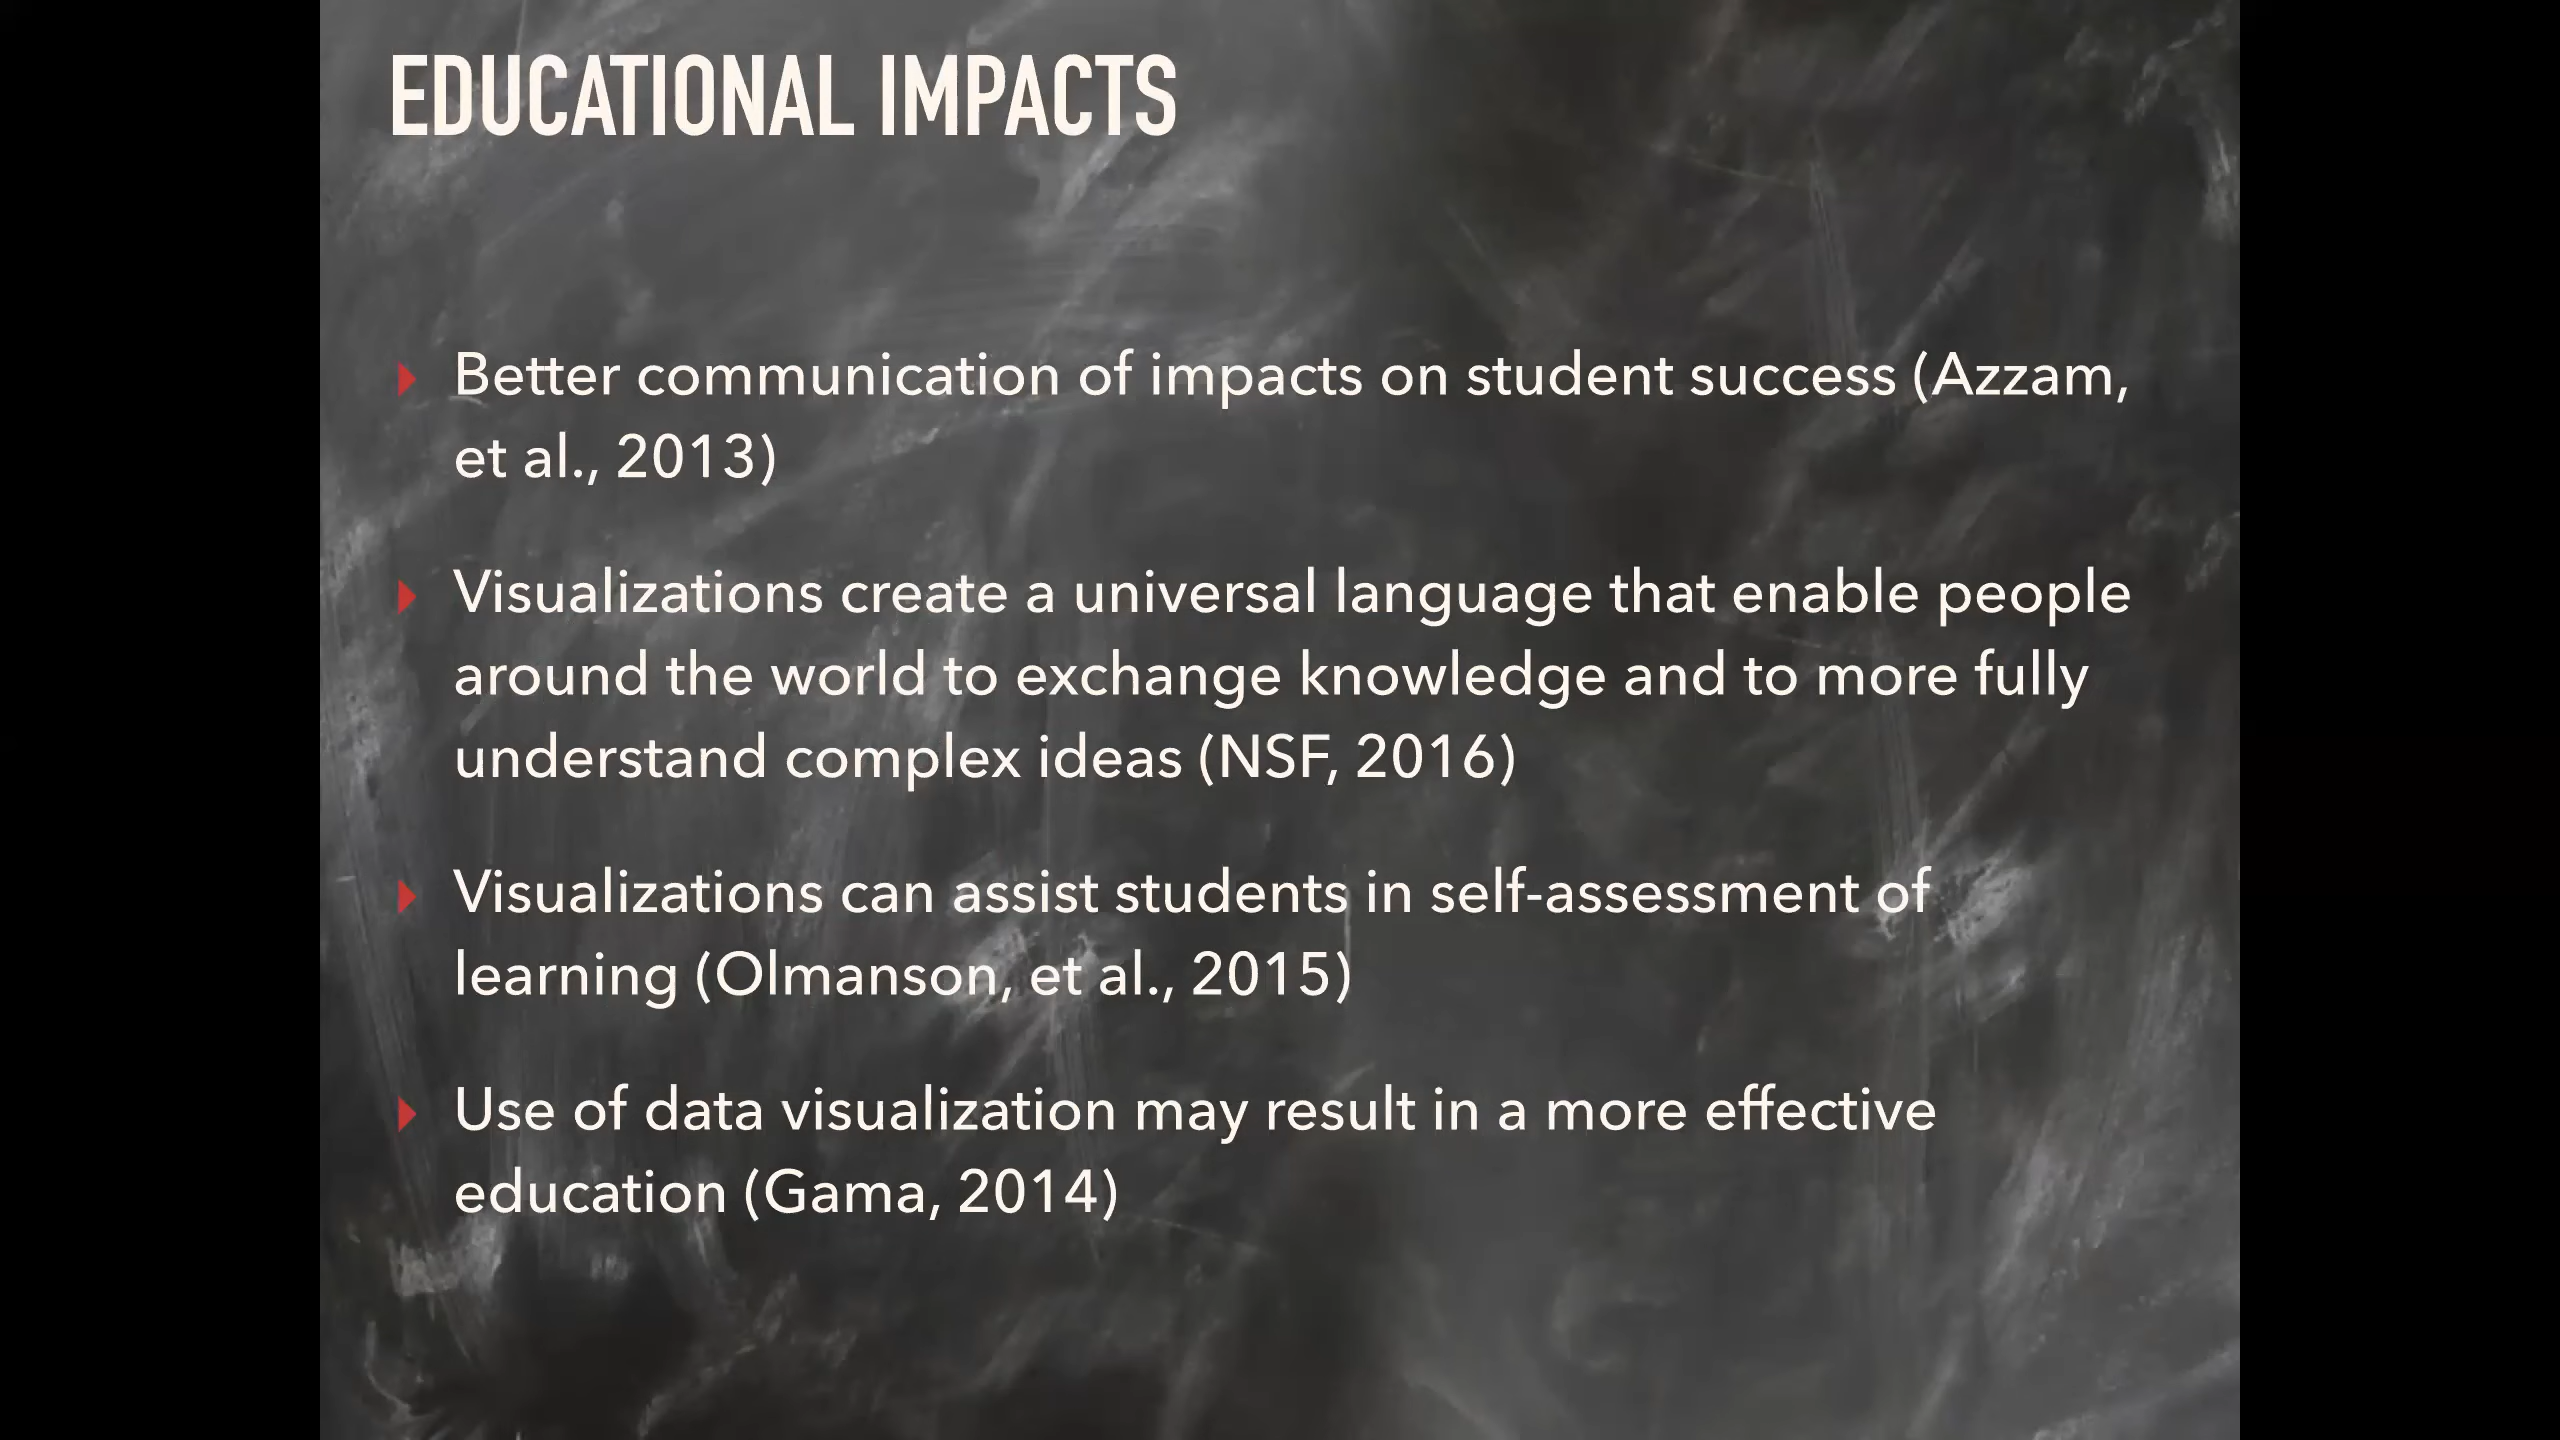 EDUCATIONAL IMPACTS
Better communication of impacts on student success (Azzam,
et al., 2013)
Visualizations create a universal language that enable people
around the world to exchange knowledge and to more fully
understand complex ideas (NSF, 2016)
Visualizations can assist students in self-assessment of
learning (Olmanson, et al., 2015)
Use of data visualization may result in a more effective
education (Gama, 2014)